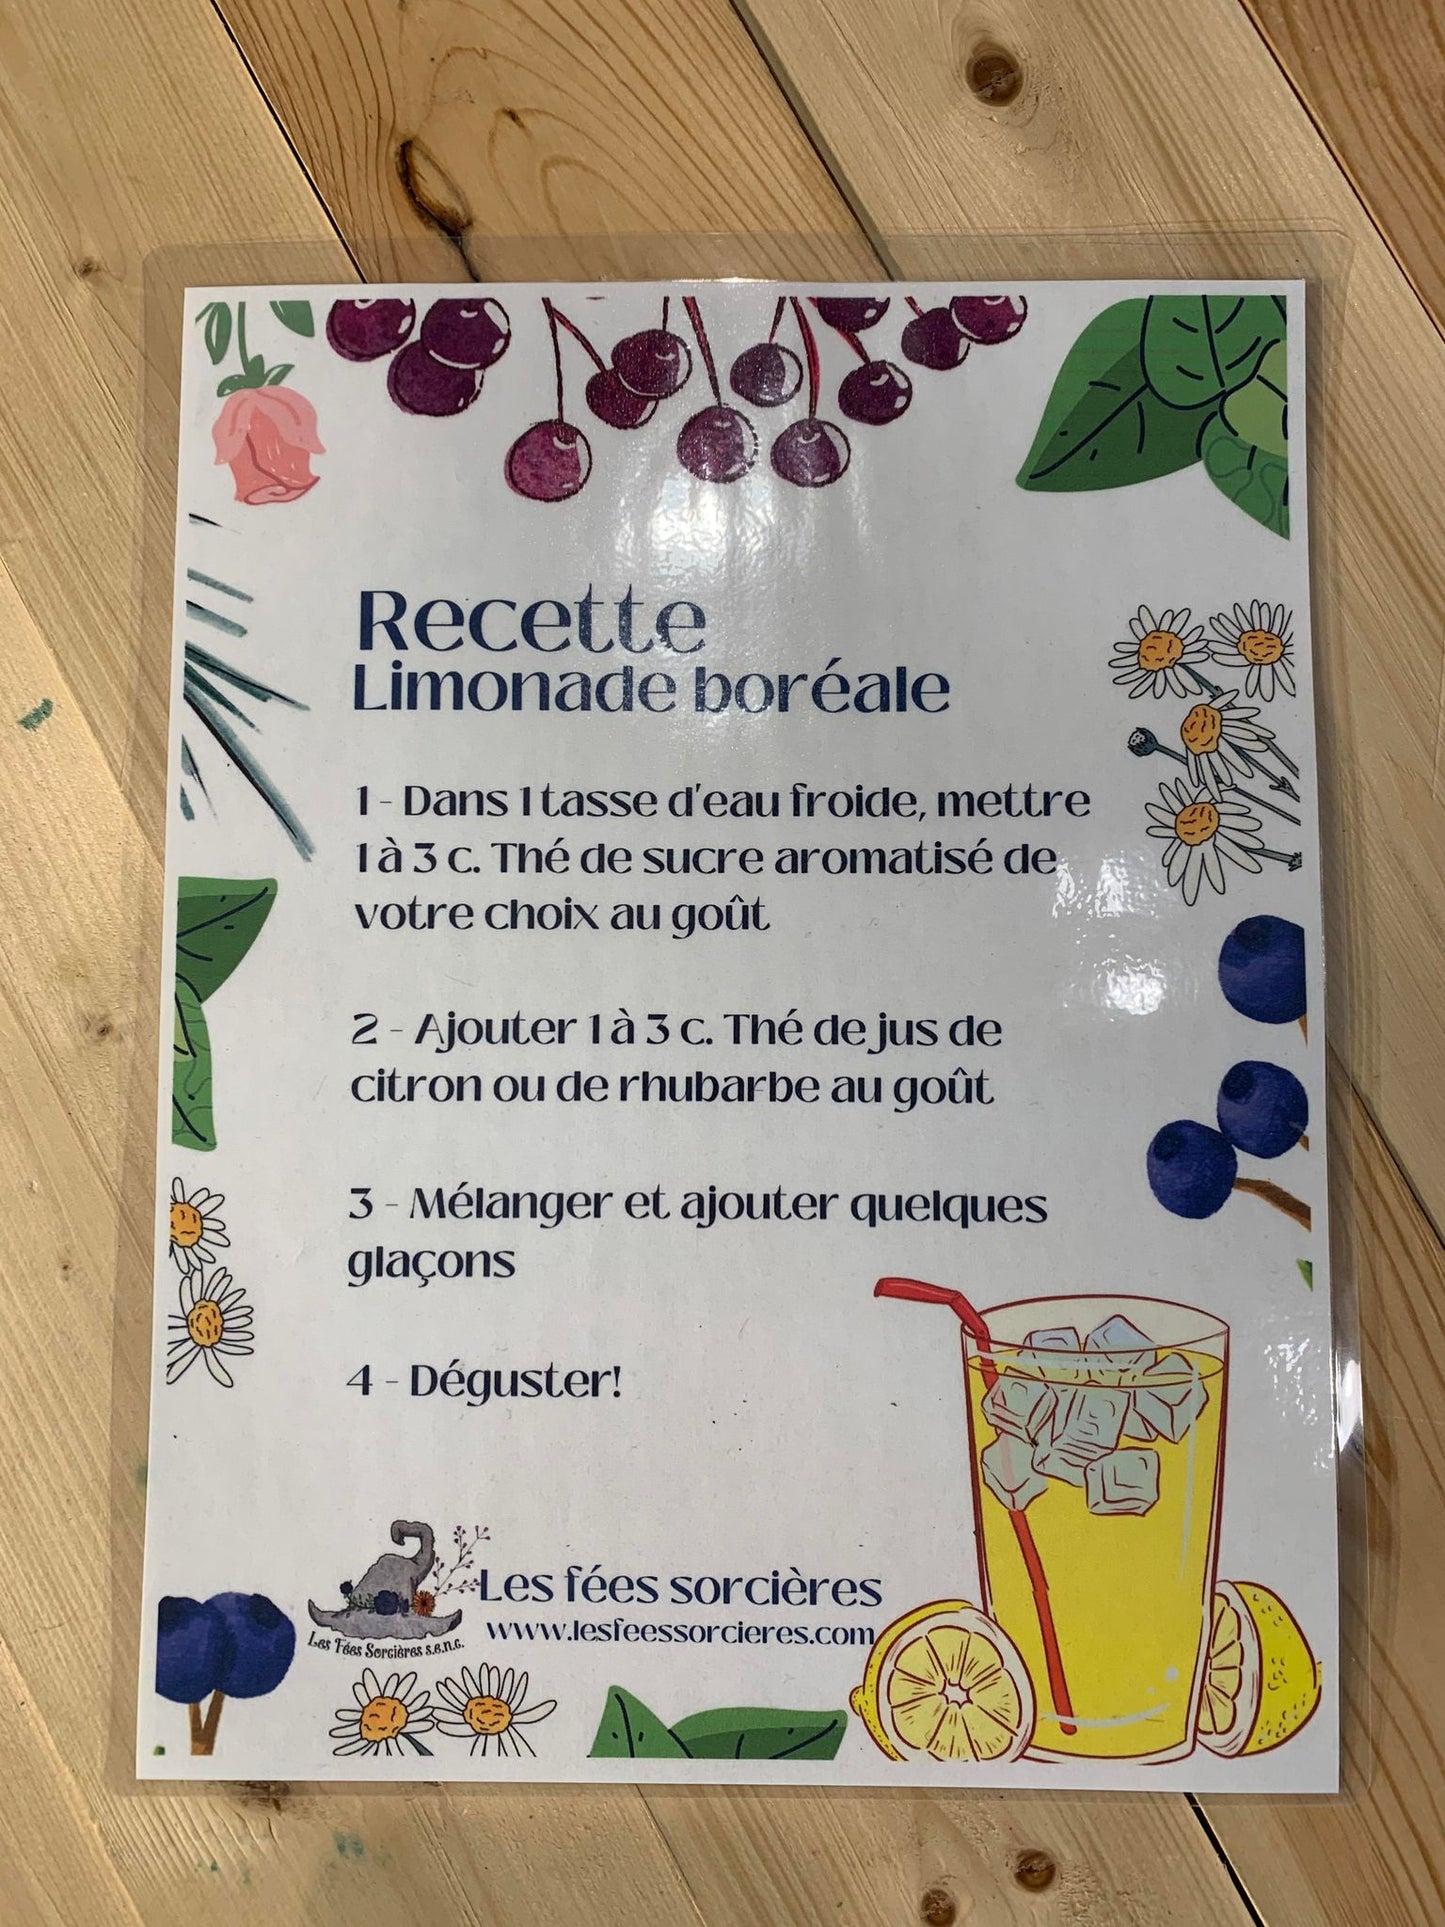 Recette
Limonade boréale
1 - Dans 1 tasse d'eau froide, mettre
1 à 3 c. Thé de sucre aromatisé de
votre choix au goût
2 - Ajouter 1 à 3 c. Thé de jus de
citron ou de rhubarbe au goût
3 - Mélanger et ajouter quelques
glaçons
4 - Déguster!
Les fées sorcières
www.lesfeessorcieres.com
Les Fées Sorcières s.e.n.c.